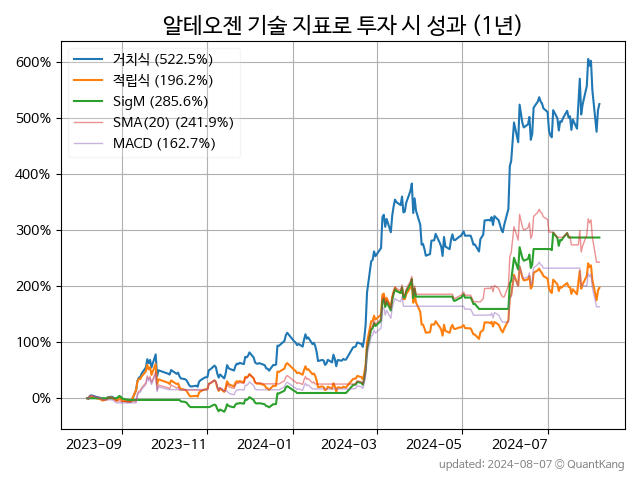 알테오젠 기술 지표로 투자 시 성과 (1년)
거치식 (522.5%)
적립식 (196.2%)
SigM (285.6%)
SMA(20) (241.9%)
MACD (162.7%)
600%
500%
400%
300%
200%
100%
0%
2023-09 2023-11 2024-01 2024-03 2024-05 2024-07
updated: 2024-08-07 © QuantKang